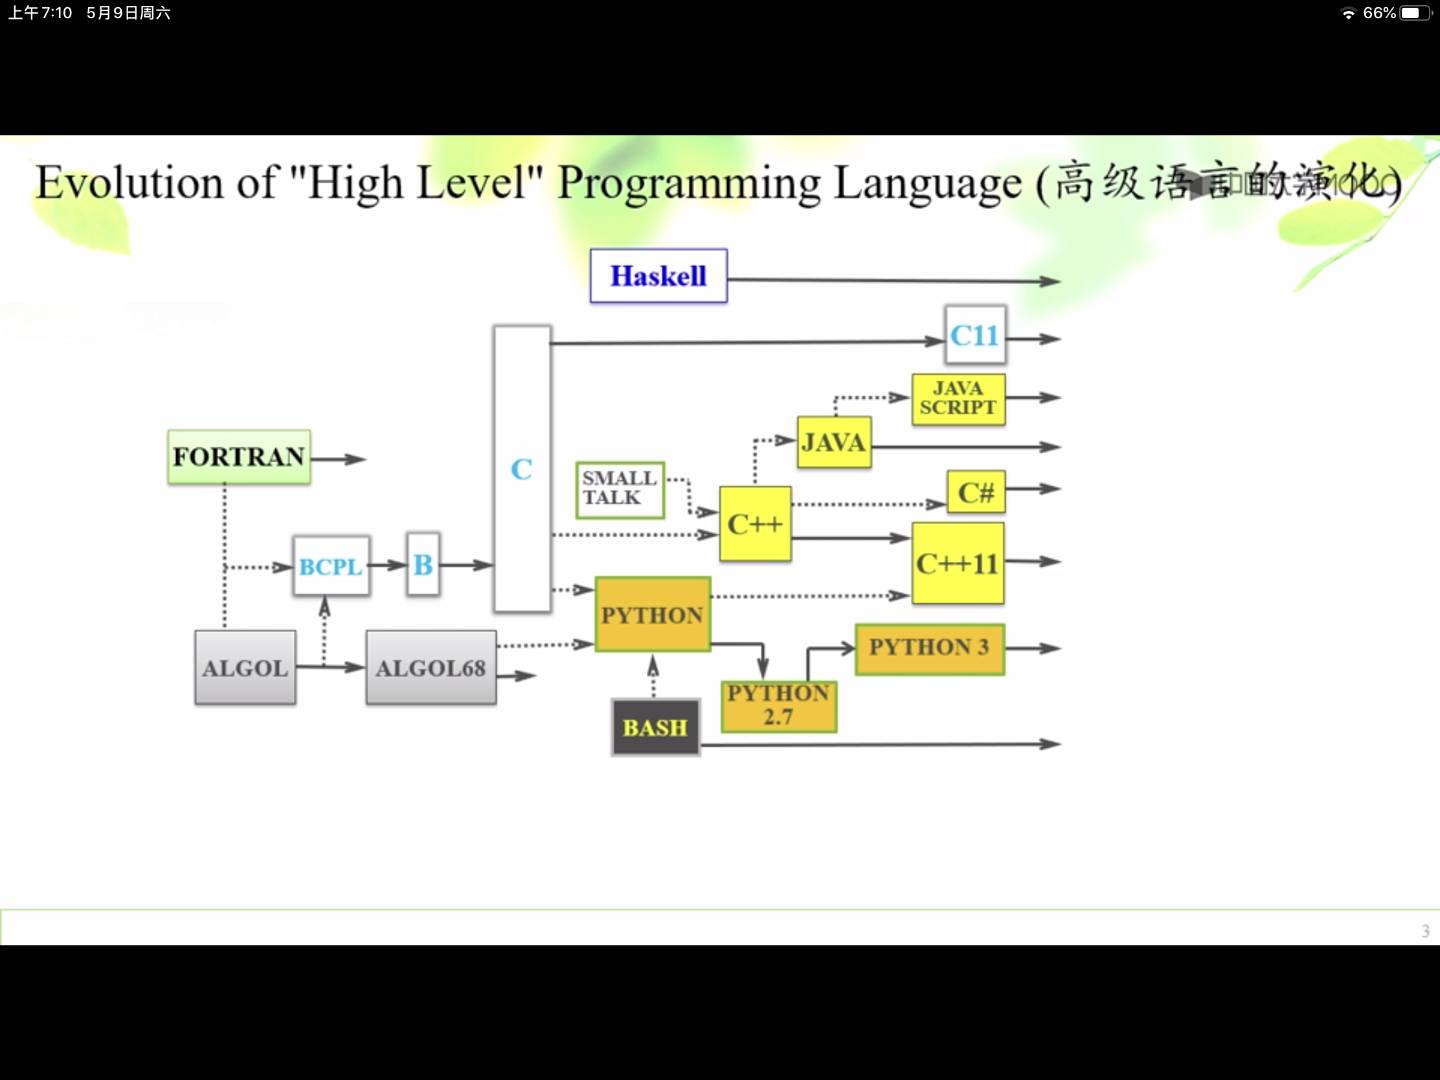 上午7:10 5月9日周六
66%
Evolution of "High Level" Programming Language (高级语言的演化)
Haskell
C11
JAVA
SCRIPT
FORTRAN
JAVA
C
SMALL
TALK
C#
C++
BCPL
B
C++11
PYTHON
PYTHON 3
ALGOL
ALGOL68
PYTHON
2.7
BASH
3